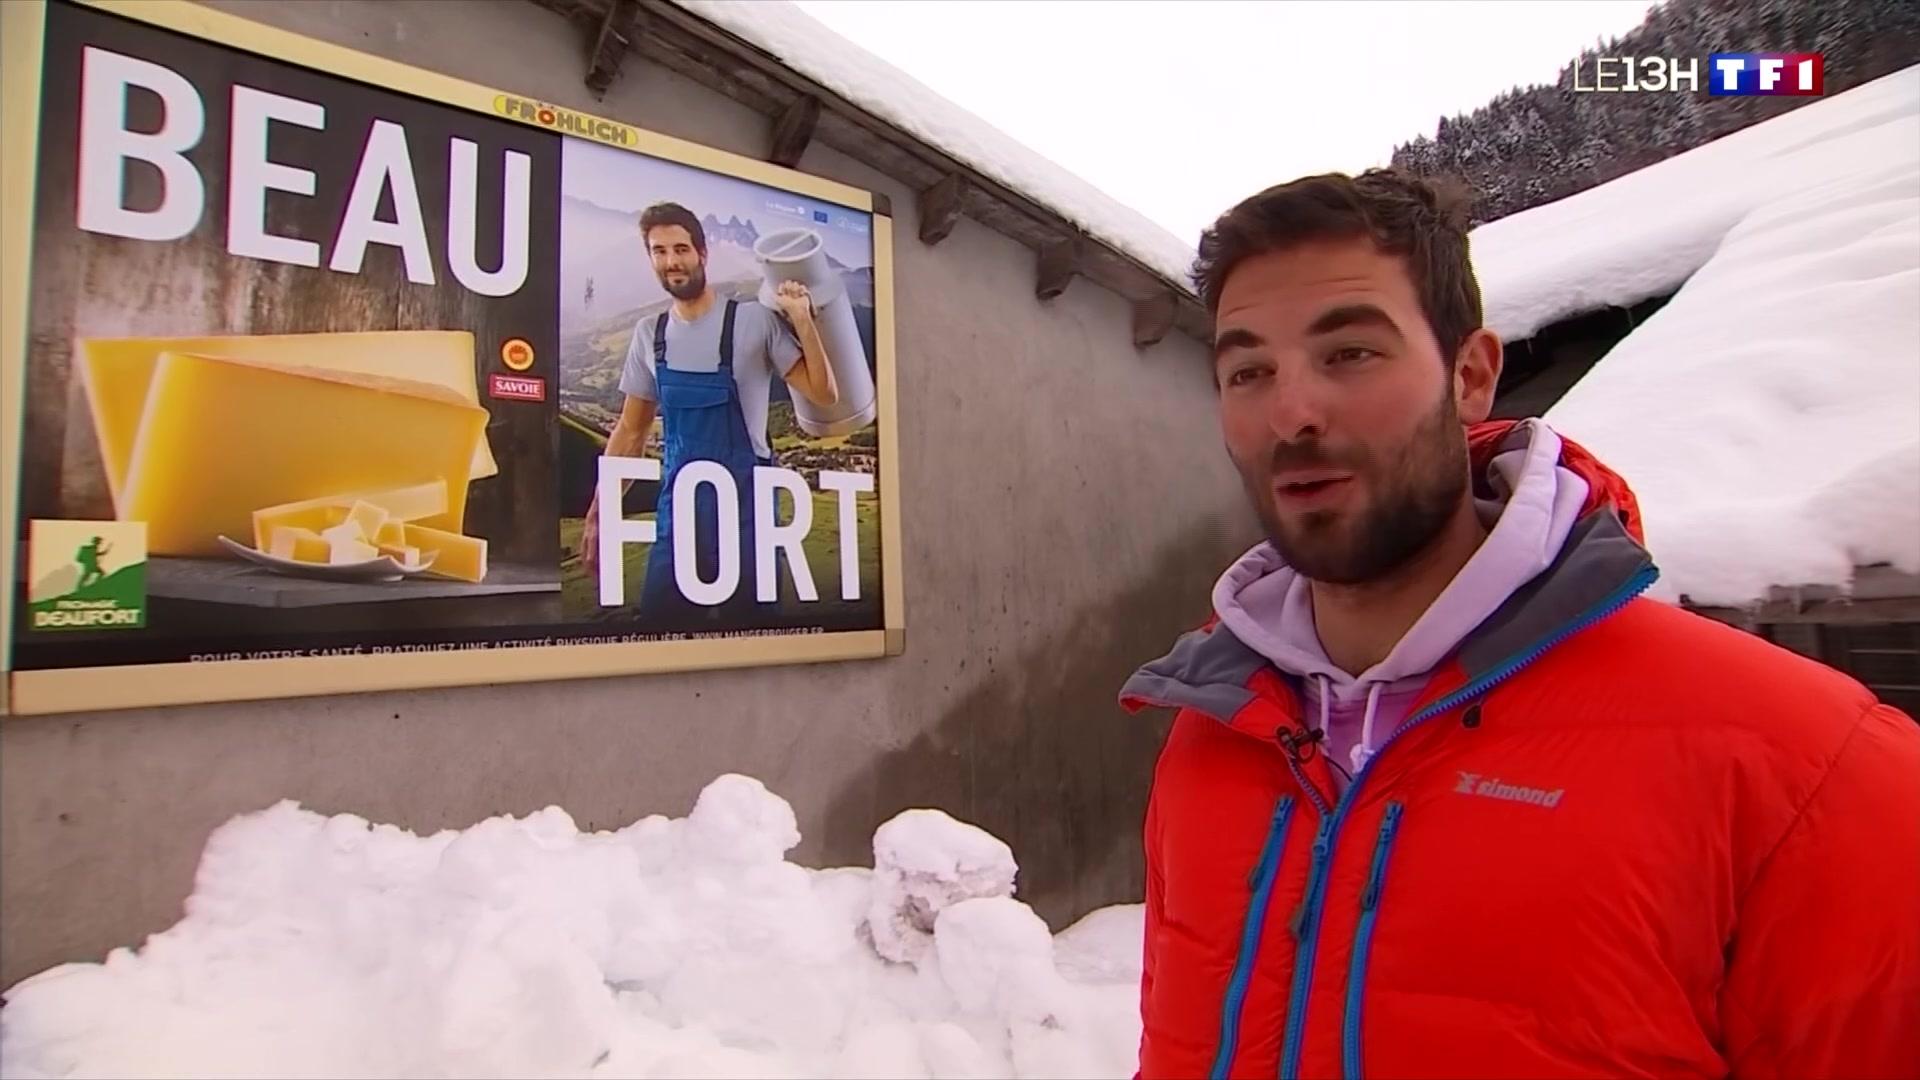 LE13H TF1
FRÖHLICH
BEAU
SAVOIE
FORT
FROMAGE
BEAUFORT
POUR VOTRE SANTÉ, PRATIQUEZ UNE ACTIVITÉ PHYSIQUE RÉGULIÈRE. WWW.MANGERBOUGER.FR
simond